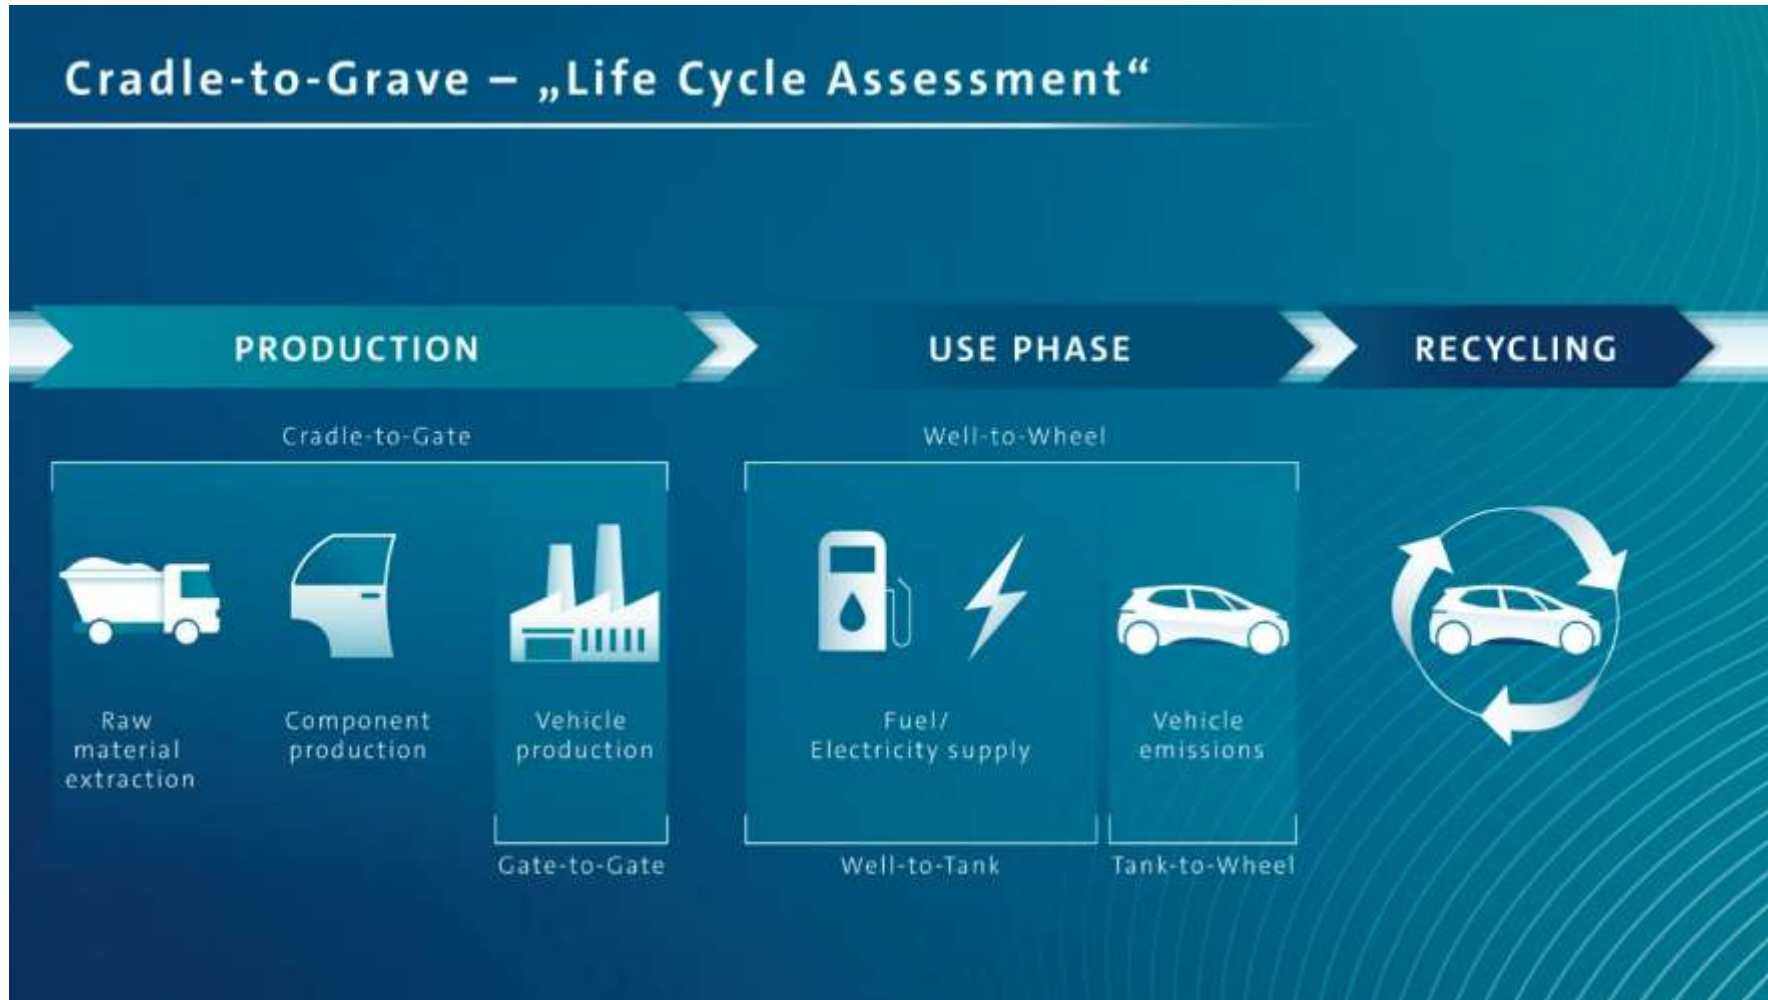 Cradle-to-Grave – „Life Cycle Assessment“
PRODUCTION
USE PHASE
RECYCLING
Cradle-to-Gate
Well-to-Wheel
Raw
material
extraction
Component
production
Vehicle
production
Fuel/
Electricity supply
Vehicle
emissions
Gate-to-Gate
Well-to-Tank
Tank-to-Wheel